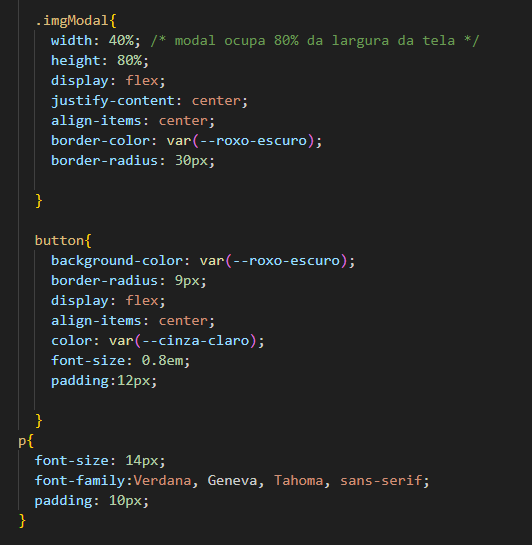 .imgModal{
width: 40%; /* modal ocupa 80% da largura da tela */
height: 80%;
display: flex;
justify-content: center;
align-items: center;
border-color: var(--roxo-escuro);
border-radius: 30px;
}
button{
background-color: var(--roxo-escuro);
border-radius: 9px;
display: flex;
align-items: center;
color: var(--cinza-claro);
font-size: 0.8em;
padding:12px;
}
p{
font-size: 14px;
font-family:Verdana, Geneva, Tahoma, sans-serif;
padding: 10px;
}